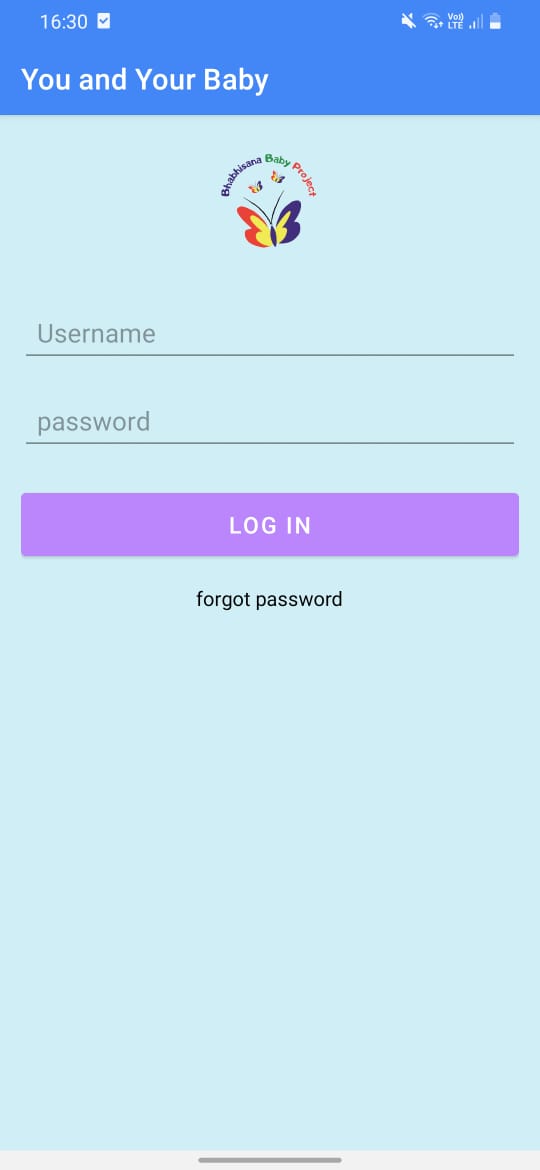 16:30
Vo))
LTE
You and Your Baby
Bhabhisana Baby Project
Username
password
LOG IN
forgot password